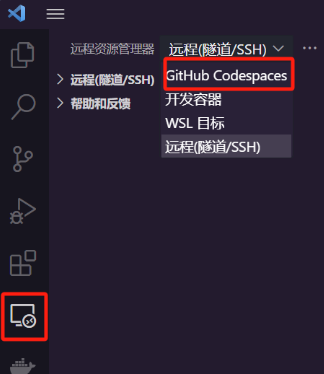 远程资源管理器 远程(隧道/SSH)
GitHub Codespaces
远程(隧道/SSH)
开发容器
帮助和反馈
WSL 目标
远程(隧道/SSH)